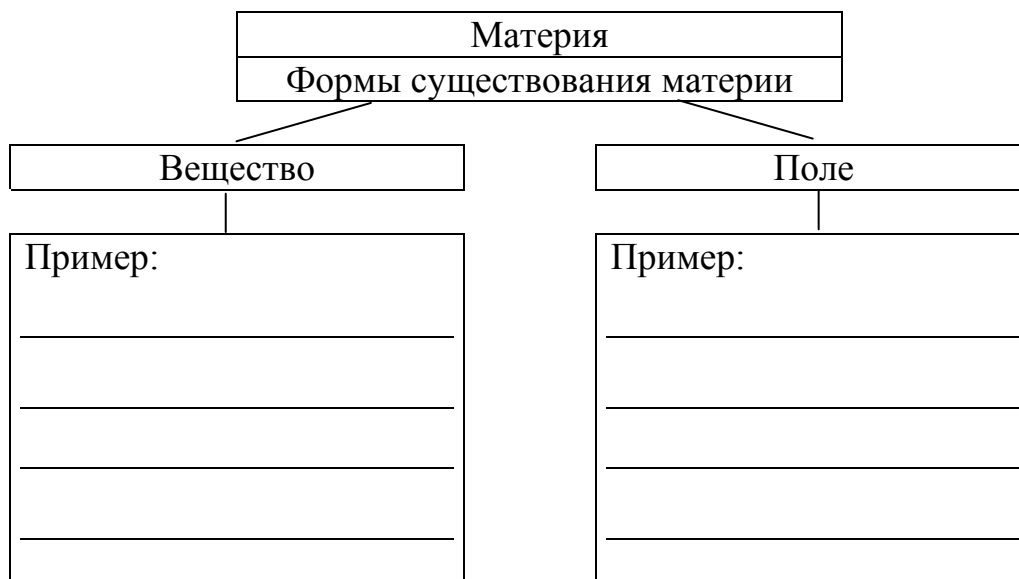 Материя
Формы существования материи
Вещество
Поле
Пример:
Пример: